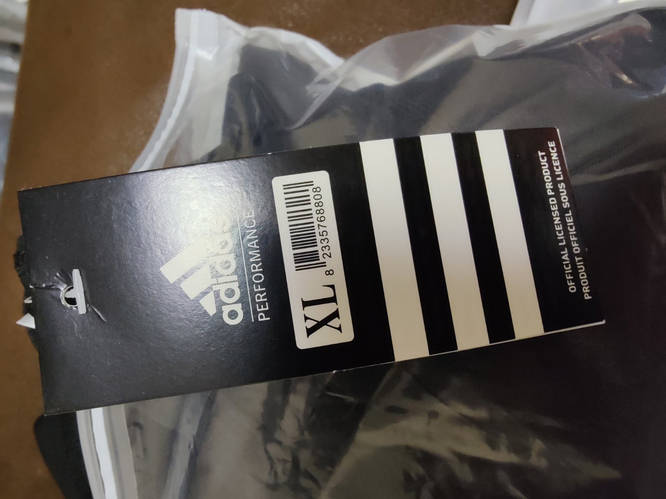 adidas
PERFORMANCE
8 2335768808
XL
OFFICIAL LICENSED PRODUCT
PRODUIT OFFICIEL SOUS LICENCE